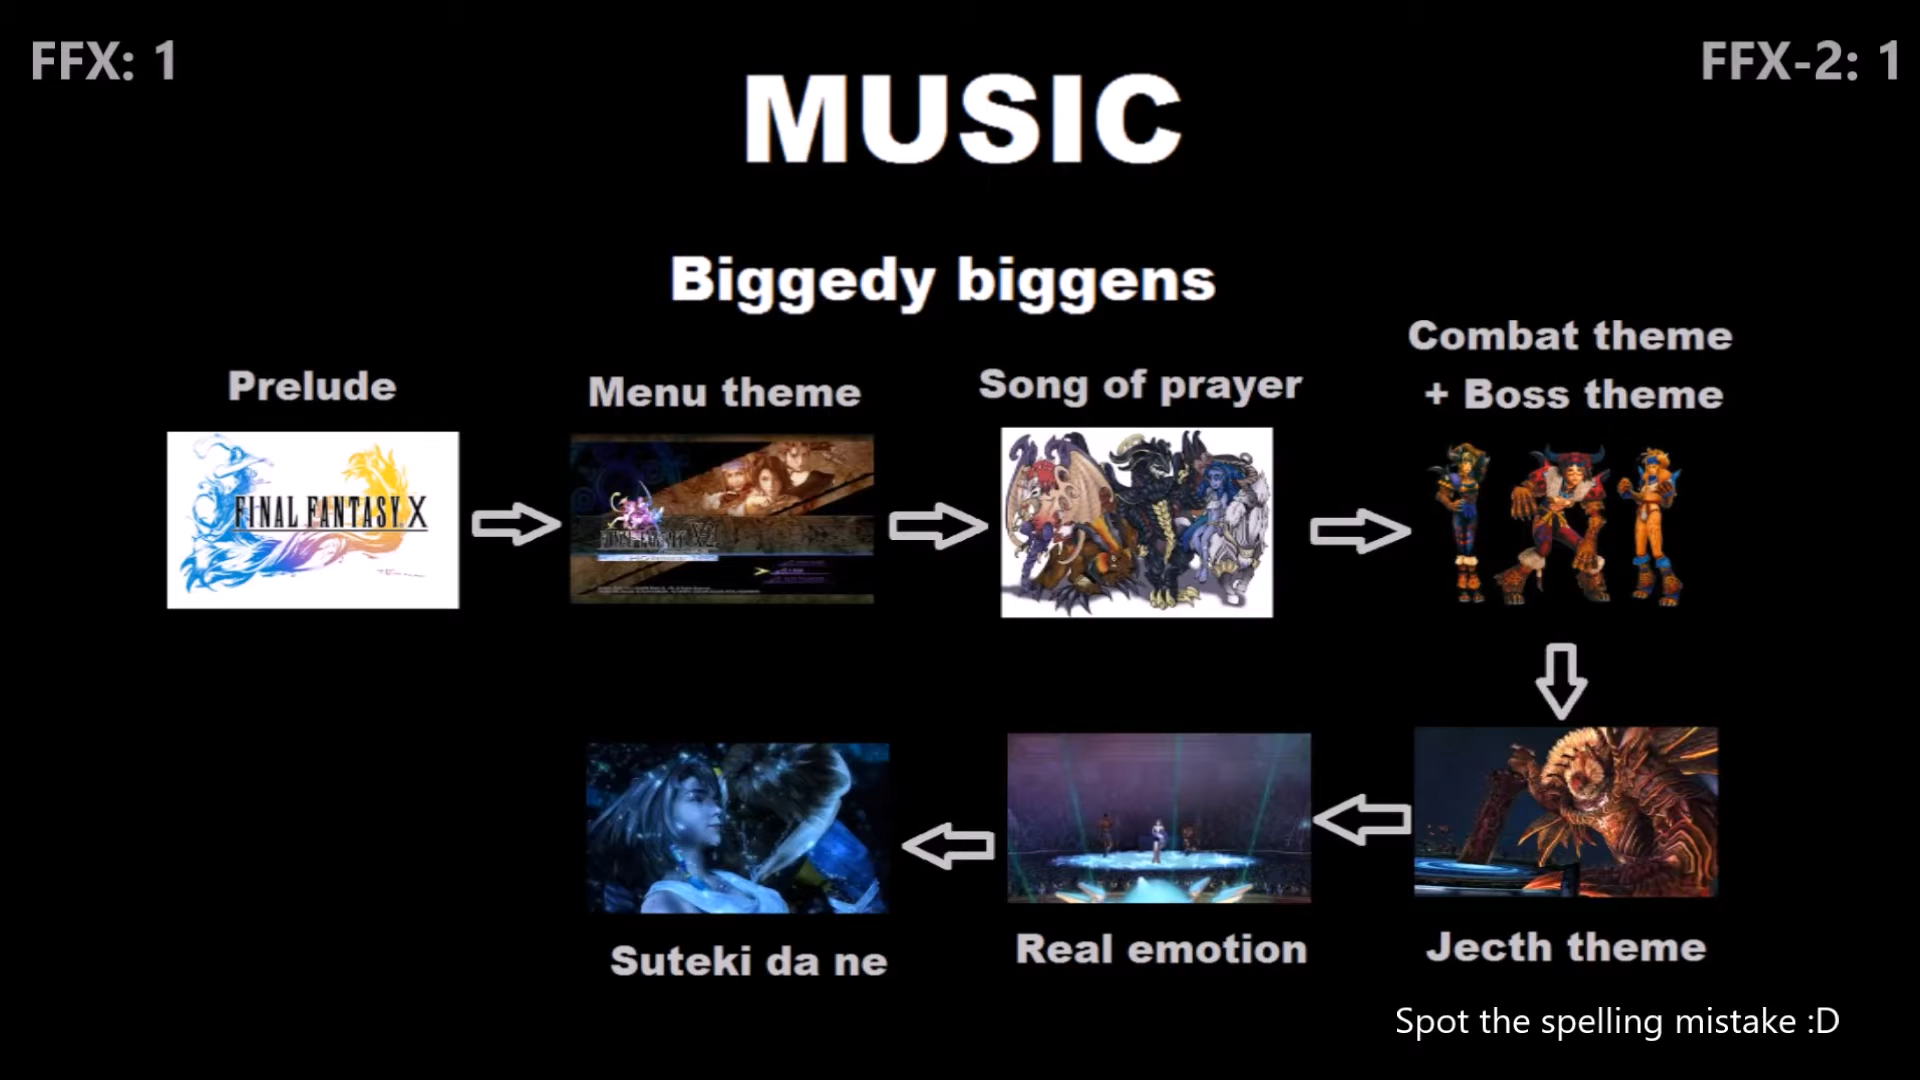 FFX: 1
FFX-2: 1
MUSIC
Biggedy biggens
Prelude
Menu theme
Song of prayer
Combat theme
+ Boss theme
FINAL FANTASY X
Suteki da ne
Real emotion
Jecth theme
Spot the spelling mistake :D